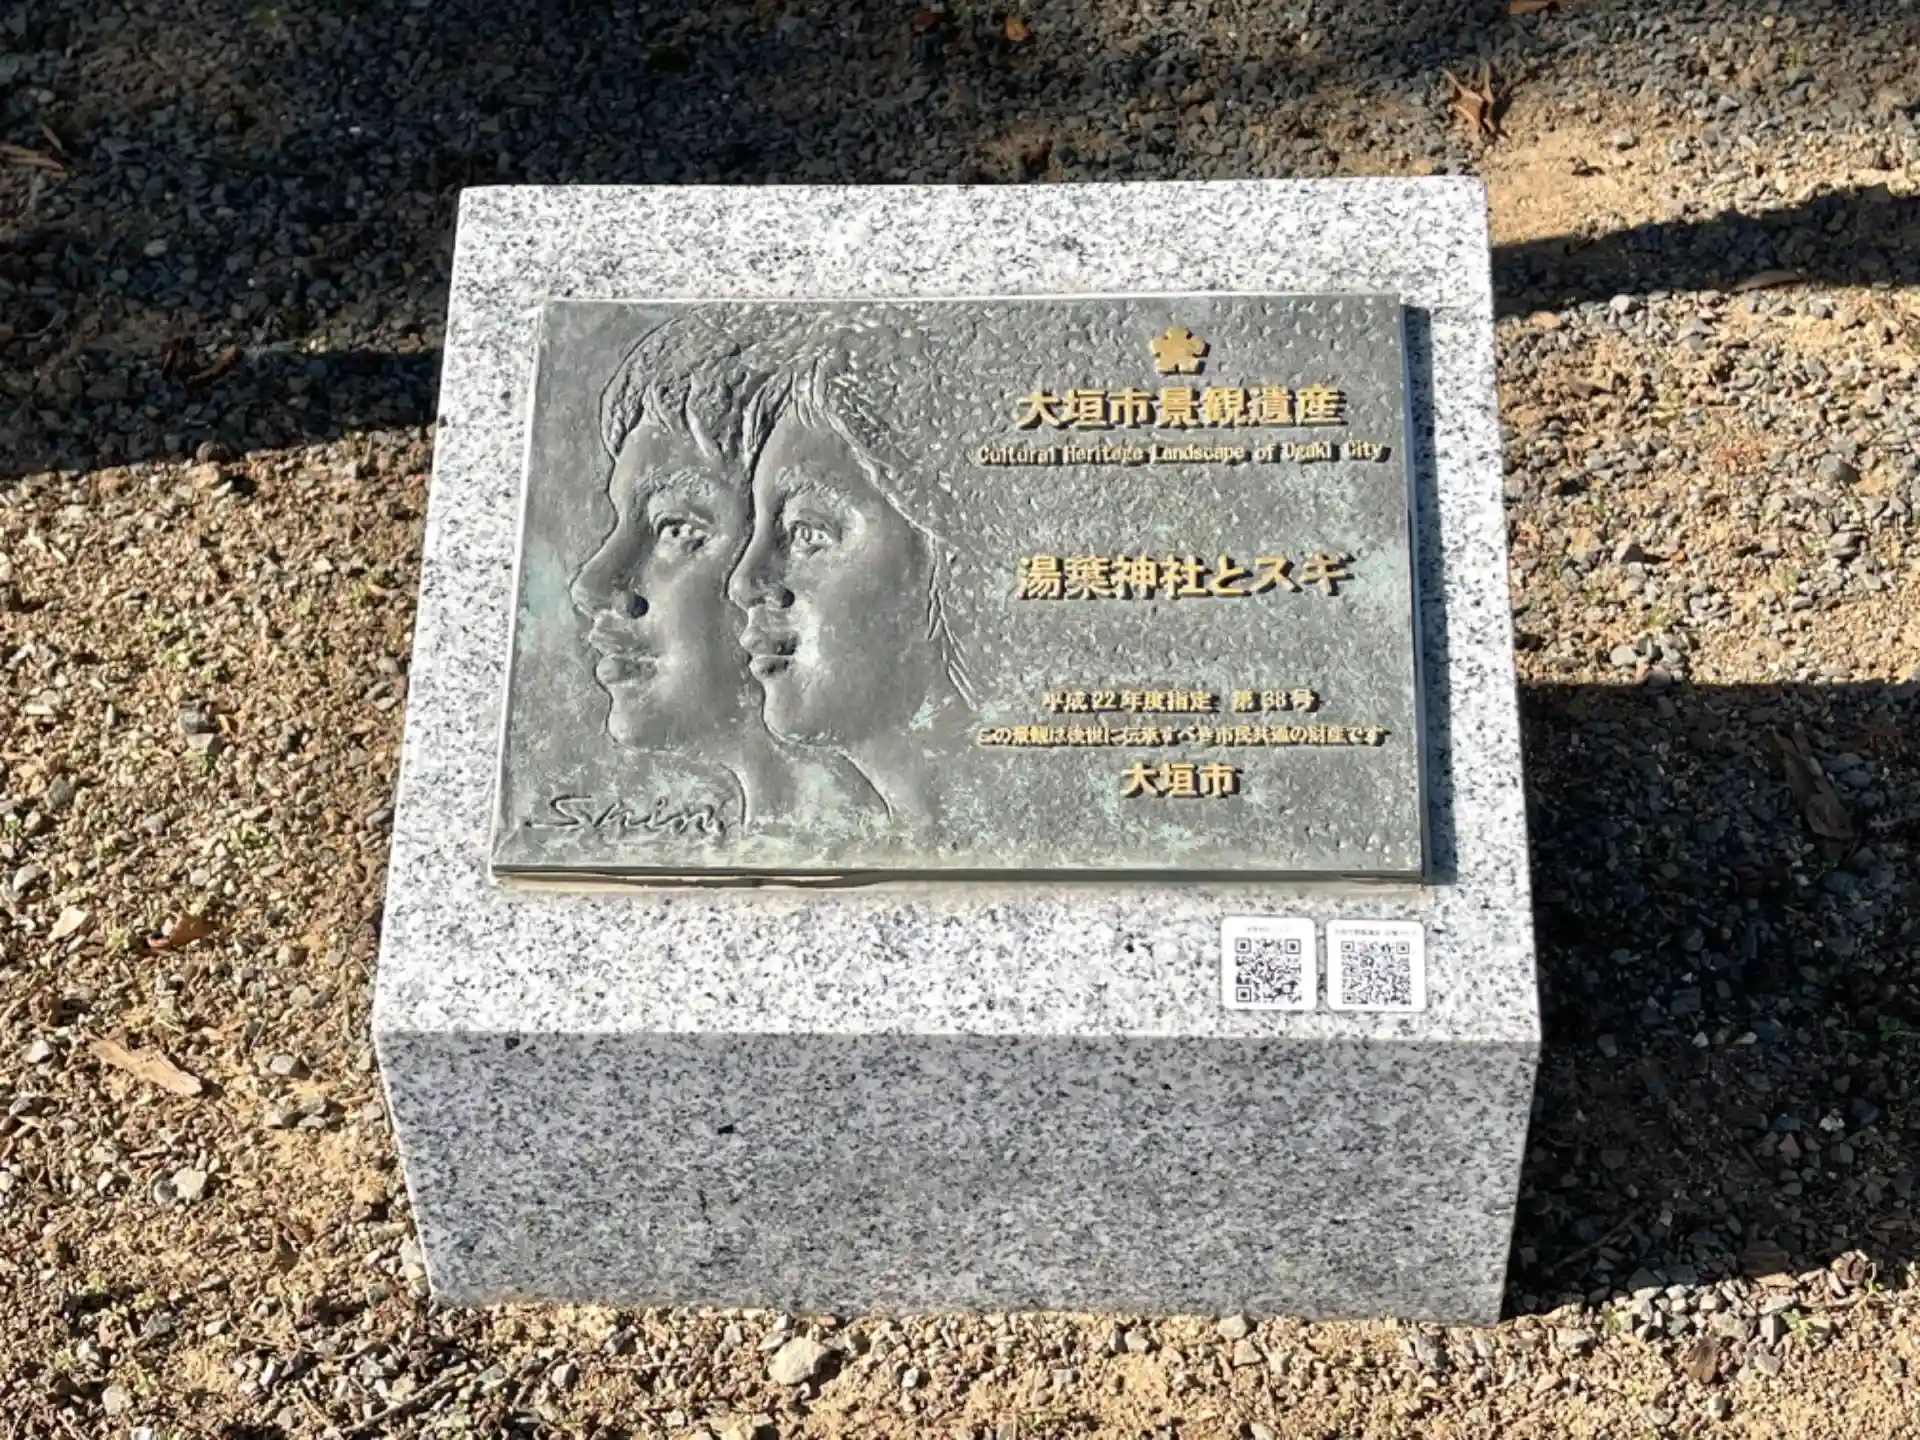 大垣市景観遺産
Cultural Heritage Landscape of Ogaki City
湯葉神社とスギ
平成22年度指定 第38号
この景観は後世に伝承すべき市民共通の財産です
大垣市
Shin.